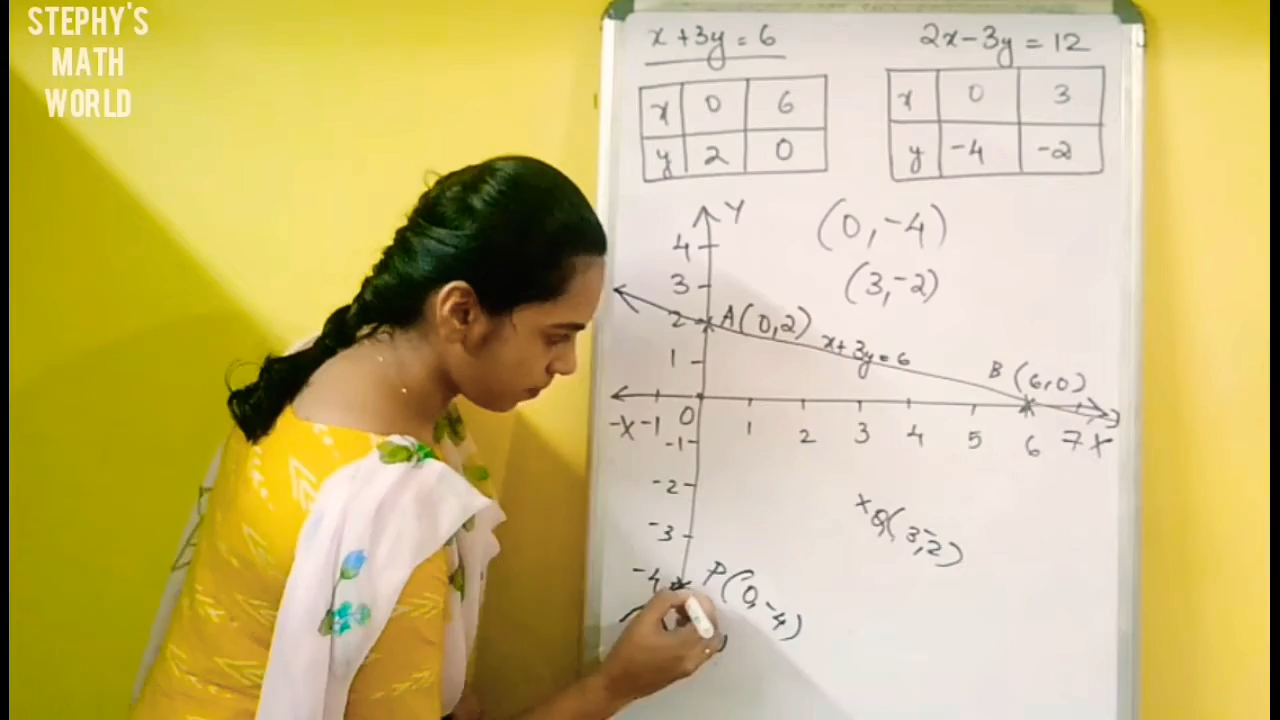 STEPHY'S
MATH
WORLD
x + 3y = 6
2x - 3y = 12
x 0 6
y 2 0
x 0 3
y -4 -2
Y
(0, -4)
4
3
(3, -2)
2 A(0,2)
x + 3y = 6
1
B (6,0)
-X -1 0 1 2 3 4 5 6 7 X
-1
-2
-3
Q(3,-2)
-4 P(0,-4)